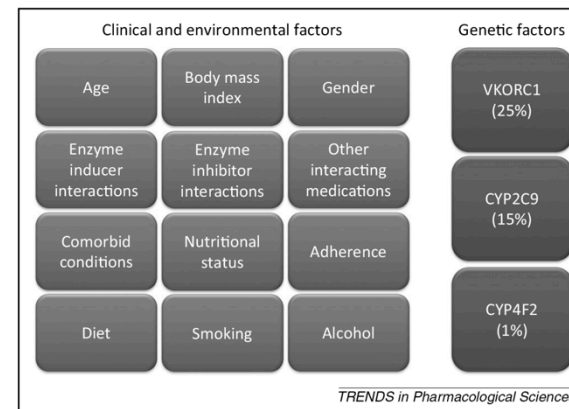 Clinical and environmental factors
Genetic factors
Age
Body mass
index
Gender
VKORC1
(25%)
Enzyme
inducer
interactions
Enzyme
inhibitor
interactions
Other
interacting
medications
CYP2C9
(15%)
Comorbid
conditions
Nutritional
status
Adherence
Diet
Smoking
Alcohol
CYP4F2
(1%)
TRENDS in Pharmacological Science